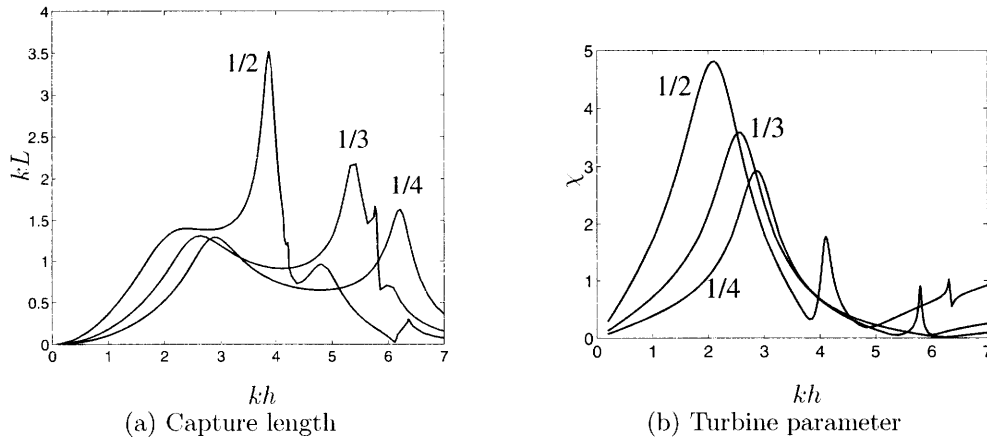 4
3.5
3
2.5
2
1.5
1
0.5
0
kL
1/2
1/3
1/4
0 1 2 3 4 5 6 7
kh
(a) Capture length
5
4
3
2
1
0
χ
1/2
1/3
1/4
0 1 2 3 4 5 6 7
kh
(b) Turbine parameter